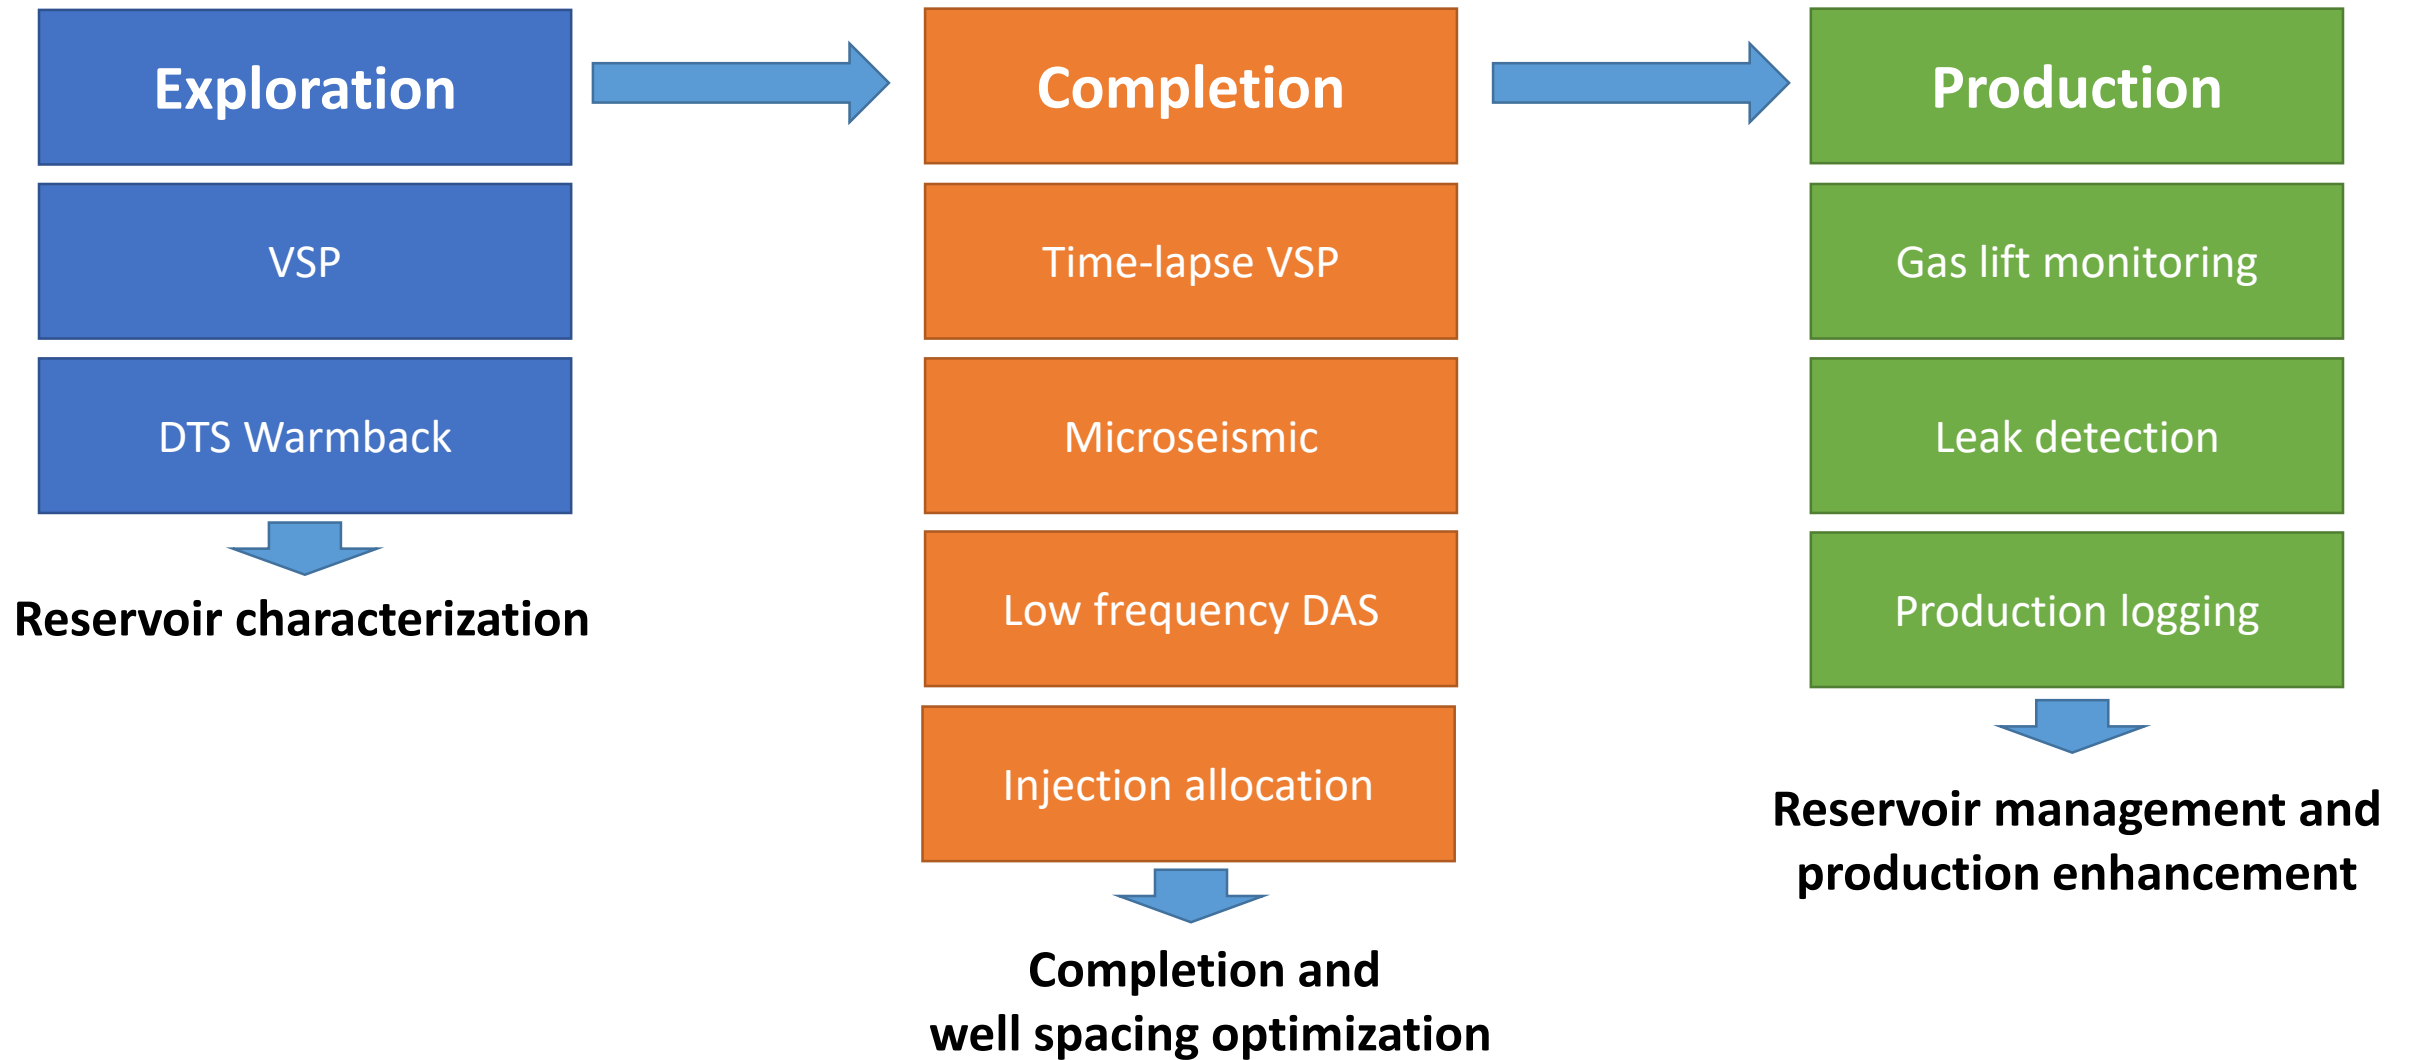 Exploration
VSP
DTS Warmback
Reservoir characterization
Completion
Time-lapse VSP
Microseismic
Low frequency DAS
Injection allocation
Completion and
well spacing optimization
Production
Gas lift monitoring
Leak detection
Production logging
Reservoir management and
production enhancement